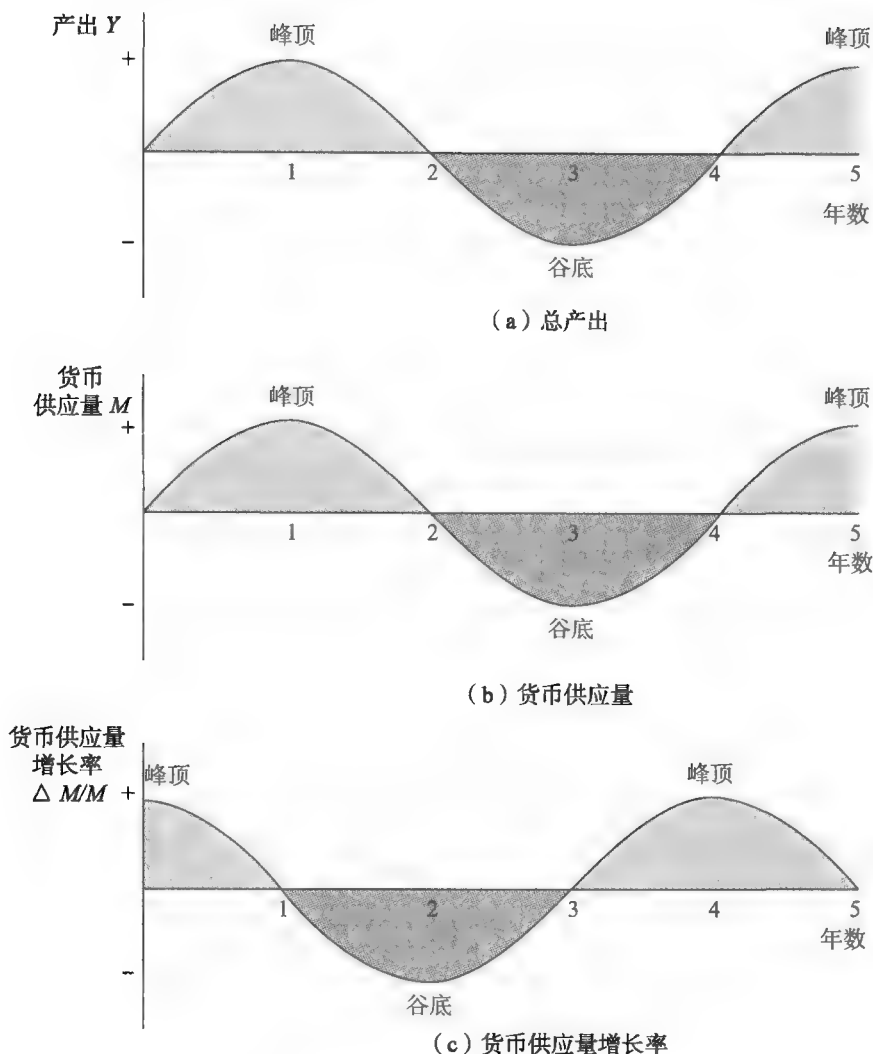 产出 Y
峰顶
峰顶
+
1
2
3
4
5
年数
−
谷底
（a）总产出
货币
供应量 M
峰顶
峰顶
+
1
2
3
4
5
年数
−
谷底
（b）货币供应量
货币供应量
增长率
△ M/M
峰顶
峰顶
+
1
2
3
4
5
年数
−
谷底
（c）货币供应量增长率